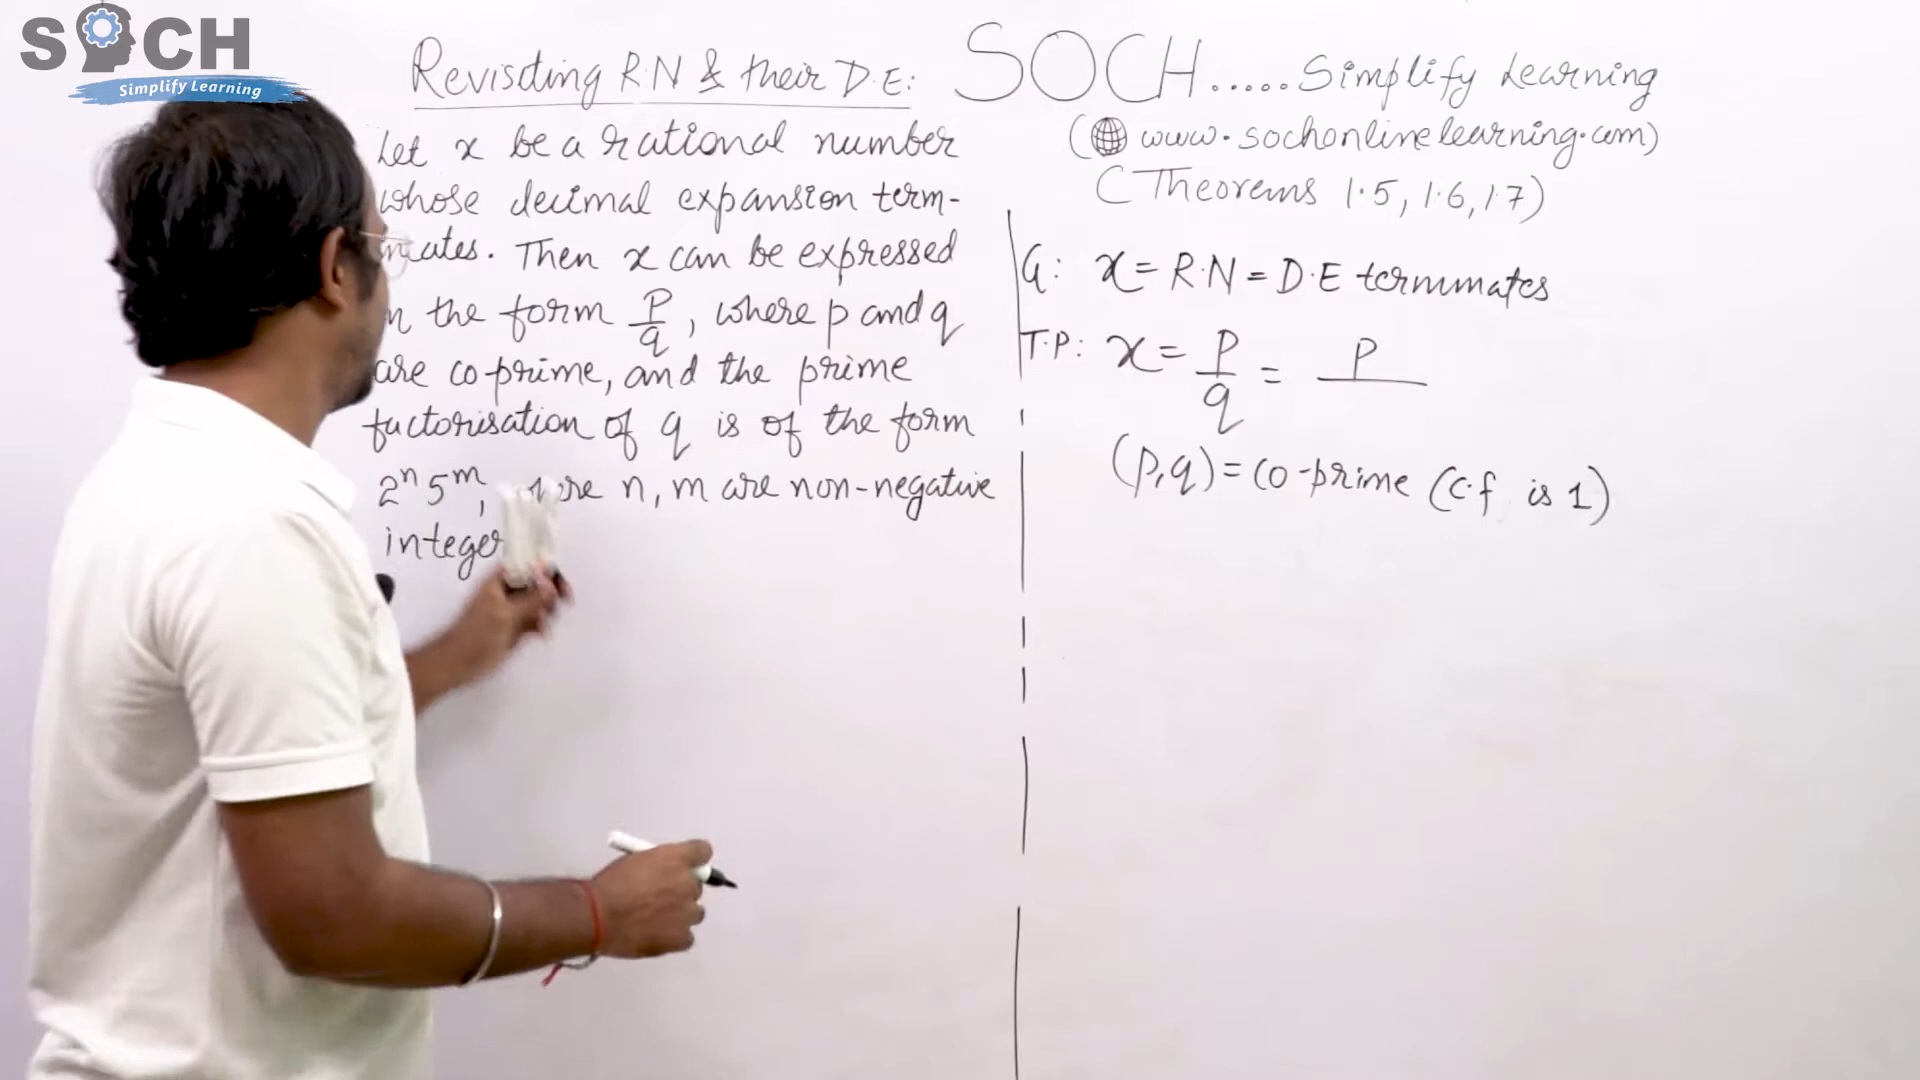 SOCH
Simplify Learning
Revisiting R.N & their D.E:
Let x be a rational number
whose decimal expansion term-
inates. Then x can be expressed
in the form p/q, where p and q
are co-prime, and the prime
factorisation of q is of the form
2ⁿ5ᵐ, n, m are non-negative
integer
SOCH.....Simplify Learning
(www.sochonlinelearning.com)
(Theorems 1.5, 1.6, 1.7)
G: x = R.N = D.E terminates
T.P: x = p/q = p
(p,q) = co-prime (c.f is 1)